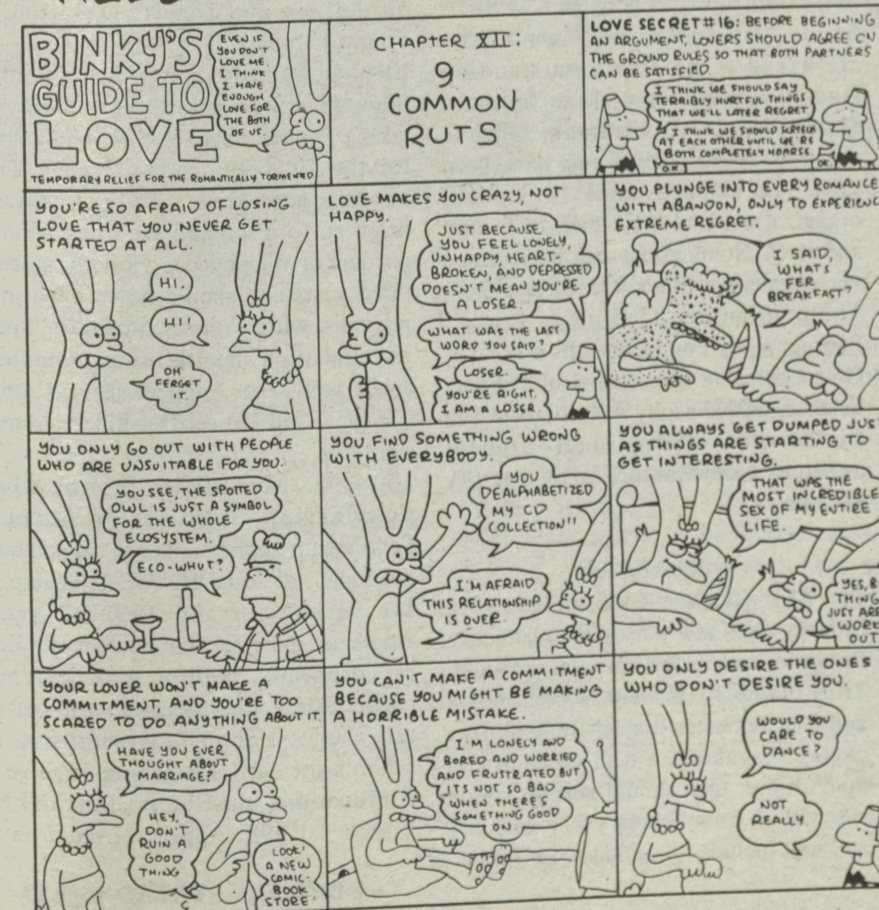 BINKY'S
GUIDE TO
LOVE
EVEN IF
YOU DON'T
LOVE ME,
I THINK
I HAVE
ENOUGH
LOVE FOR
THE BOTH
OF US.
TEMPORARY RELIEF FOR THE ROMANTICALLY TORMENTED
CHAPTER XII:
9
COMMON
RUTS
LOVE SECRET #16: BEFORE BEGINNING
AN ARGUMENT, LOVERS SHOULD AGREE ON
THE GROUND RULES SO THAT BOTH PARTNERS
CAN BE SATISFIED.
I THINK WE SHOULD SAY
TERRIBLY HURTFUL THINGS
THAT WE'LL LATER REGRET
I THINK WE SHOULD SCREECH
AT EACH OTHER UNTIL WE'RE
BOTH COMPLETELY HOARSE
O.K.
O.K.
YOU'RE SO AFRAID OF LOSING
LOVE THAT YOU NEVER GET
STARTED AT ALL.
HI.
HI!
OH
FERGET
IT.
LOVE MAKES YOU CRAZY, NOT
HAPPY.
JUST BECAUSE
YOU FEEL LONELY,
UNHAPPY, HEART-
BROKEN, AND DEPRESSED
DOESN'T MEAN YOU'RE
A LOSER.
WHAT WAS THE LAST
WORD YOU SAID?
LOSER.
YOU'RE RIGHT.
I AM A LOSER.
YOU PLUNGE INTO EVERY ROMANCE
WITH ABANDON, ONLY TO EXPERIENC
EXTREME REGRET.
I SAID,
WHATS
FER
BREAKFAST?
YOU ONLY GO OUT WITH PEOPLE
WHO ARE UNSUITABLE FOR YOU.
YOU SEE, THE SPOTTED
OWL IS JUST A SYMBOL
FOR THE WHOLE
ECOSYSTEM.
ECO-WHUT?
YOU FIND SOMETHING WRONG
WITH EVERYBODY.
YOU
DEALPHABETIZED
MY CD
COLLECTION!!
I'M AFRAID
THIS RELATIONSHIP
IS OVER.
YOU ALWAYS GET DUMPED JUST
AS THINGS ARE STARTING TO
GET INTERESTING.
THAT WAS THE
MOST INCREDIBLE
SEX OF MY ENTIRE
LIFE.
YES, B
THING
JUST ARE
WORK
OUT
YOUR LOVER WON'T MAKE A
COMMITMENT, AND YOU'RE TOO
SCARED TO DO ANYTHING ABOUT IT.
HAVE YOU EVER
THOUGHT ABOUT
MARRIAGE?
HEY,
DON'T
RUIN A
GOOD
THING
LOOK!
A NEW
COMIC-
BOOK
STORE!
YOU CAN'T MAKE A COMMITMENT
BECAUSE YOU MIGHT BE MAKING
A HORRIBLE MISTAKE.
I'M LONELY AND
BORED AND WORRIED
AND FRUSTRATED BUT
ITS NOT SO BAD
WHEN THERE'S
SOMETHING GOOD
ON.
YOU ONLY DESIRE THE ONES
WHO DON'T DESIRE YOU.
WOULD YOU
CARE TO
DANCE?
NOT
REALLY.